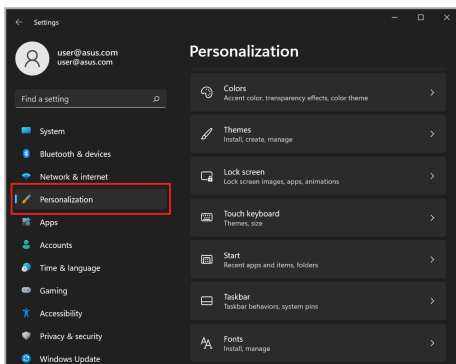 Settings
user@asus.com
user@asus.com
Find a setting
System
Bluetooth & devices
Network & internet
Personalization
Apps
Accounts
Time & language
Gaming
Accessibility
Privacy & security
Windows Update
Personalization
Colors
Accent color, transparency effects, color theme
Themes
Install, create, manage
Lock screen
Lock screen images, apps, animations
Touch keyboard
Themes, size
Start
Recent apps and items, folders
Taskbar
Taskbar behaviors, system pins
Fonts
Install, manage